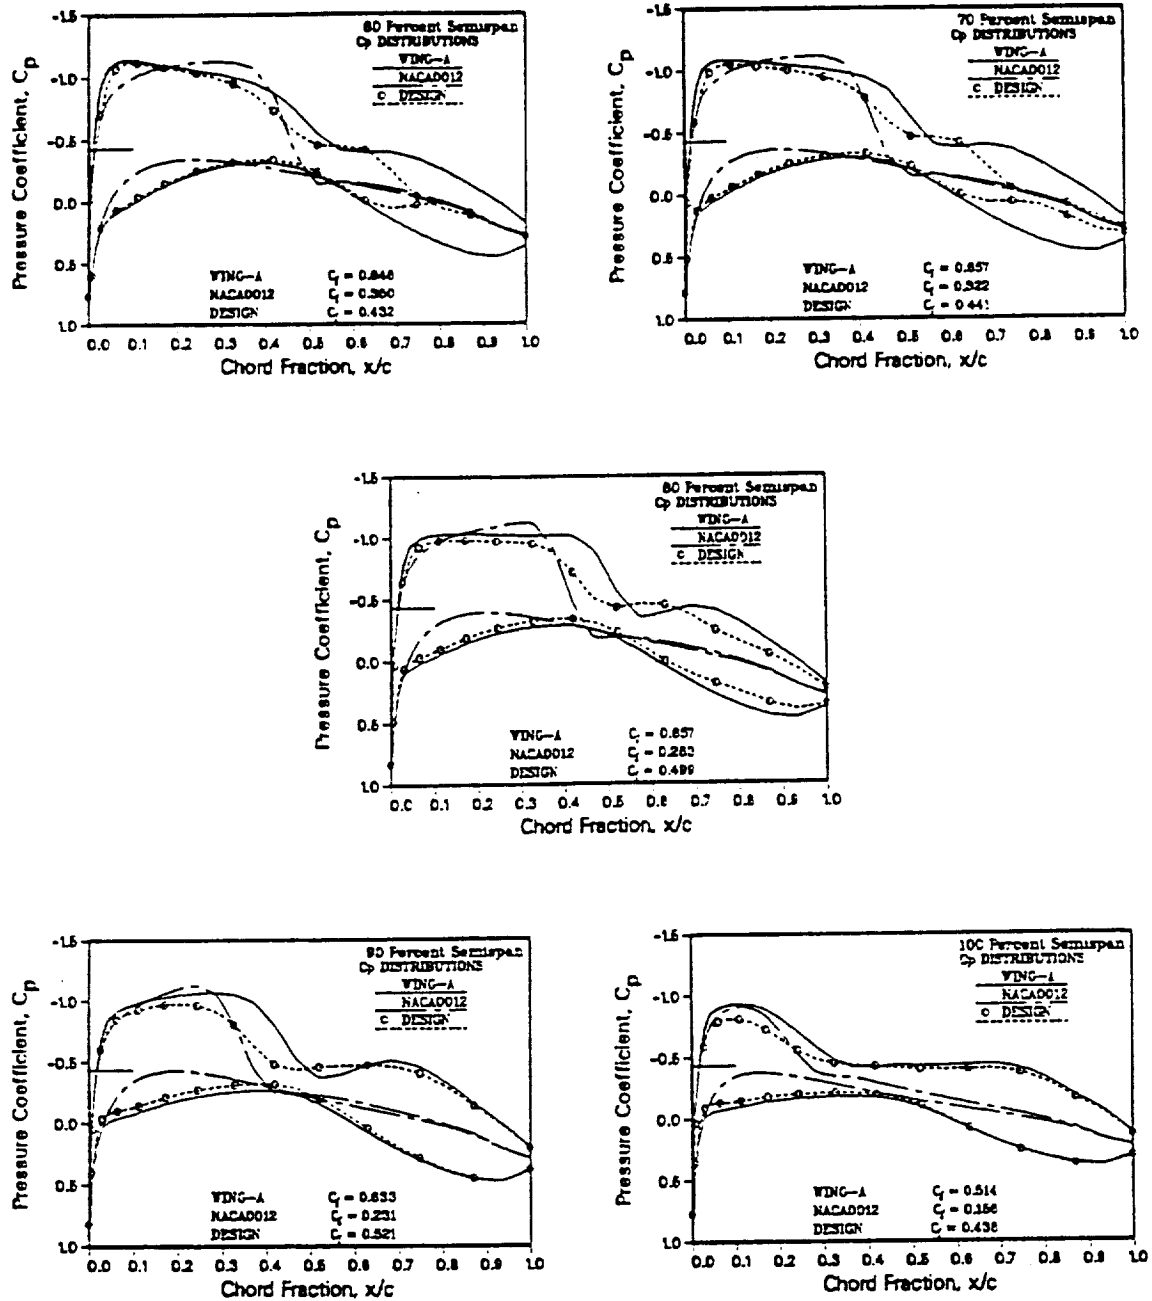 60 Percent Semispan
Cp DISTRIBUTIONS
WING-A
NACA0012
DESIGN
Pressure Coefficient, Cp
-1.5
-1.0
-0.5
0.0
0.5
1.0
WING-A Cℓ = 0.646
NACA0012 Cℓ = 0.360
DESIGN Cℓ = 0.432
0.0 0.1 0.2 0.3 0.4 0.5 0.6 0.7 0.8 0.9 1.0
Chord Fraction, x/c
70 Percent Semispan
Cp DISTRIBUTIONS
WING-A
NACA0012
DESIGN
Pressure Coefficient, Cp
-1.5
-1.0
-0.5
0.0
0.5
1.0
WING-A Cℓ = 0.657
NACA0012 Cℓ = 0.322
DESIGN Cℓ = 0.441
0.0 0.1 0.2 0.3 0.4 0.5 0.6 0.7 0.8 0.9 1.0
Chord Fraction, x/c
80 Percent Semispan
Cp DISTRIBUTIONS
WING-A
NACA0012
DESIGN
Pressure Coefficient, Cp
-1.5
-1.0
-0.5
0.0
0.5
1.0
WING-A Cℓ = 0.657
NACA0012 Cℓ = 0.283
DESIGN Cℓ = 0.499
0.0 0.1 0.2 0.3 0.4 0.5 0.6 0.7 0.8 0.9 1.0
Chord Fraction, x/c
90 Percent Semispan
Cp DISTRIBUTIONS
WING-A
NACA0012
DESIGN
Pressure Coefficient, Cp
-1.5
-1.0
-0.5
0.0
0.5
1.0
WING-A Cℓ = 0.633
NACA0012 Cℓ = 0.231
DESIGN Cℓ = 0.521
0.0 0.1 0.2 0.3 0.4 0.5 0.6 0.7 0.8 0.9 1.0
Chord Fraction, x/c
100 Percent Semispan
Cp DISTRIBUTIONS
WING-A
NACA0012
DESIGN
Pressure Coefficient, Cp
-1.5
-1.0
-0.5
0.0
0.5
1.0
WING-A Cℓ = 0.514
NACA0012 Cℓ = 0.156
DESIGN Cℓ = 0.438
0.0 0.1 0.2 0.3 0.4 0.5 0.6 0.7 0.8 0.9 1.0
Chord Fraction, x/c